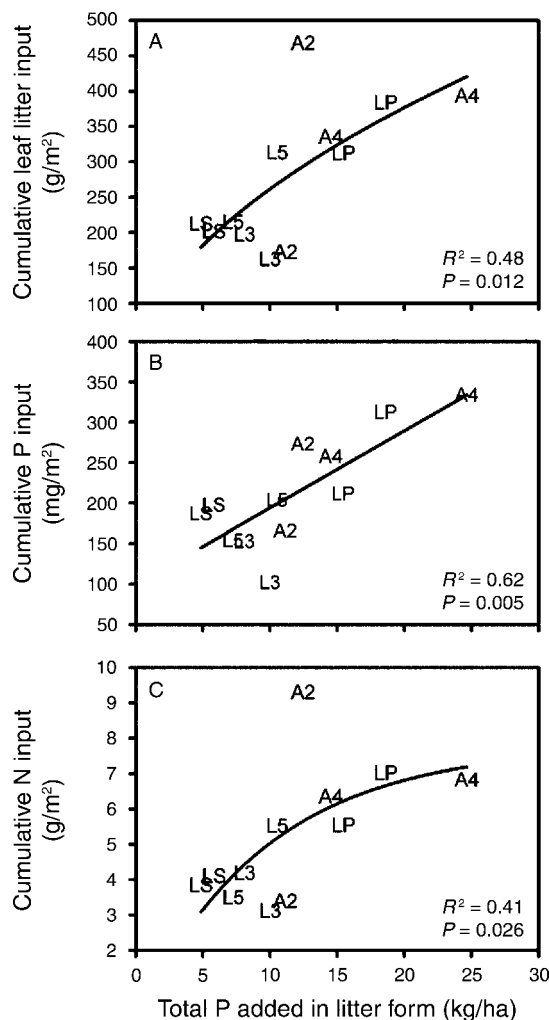 500
A
A2
450
400
LP
A4
350
A4
L5
LP
300
250
LS
L5
LS
L3
200
L3
A2
150
R² = 0.48
P = 0.012
100
Cumulative leaf litter input
(g/m²)
400
B
350
A4
LP
300
A2
A4
250
L5
LP
LS
LS
200
A2
L5
L3
150
L3
100
R² = 0.62
P = 0.005
50
Cumulative P input
(mg/m²)
10
C
A2
9
8
LP
A4
7
A4
6
L5
LP
5
LS
LS
L3
4
L5
L3
A2
3
R² = 0.41
P = 0.026
2
Cumulative N input
(g/m²)
0 5 10 15 20 25 30
Total P added in litter form (kg/ha)